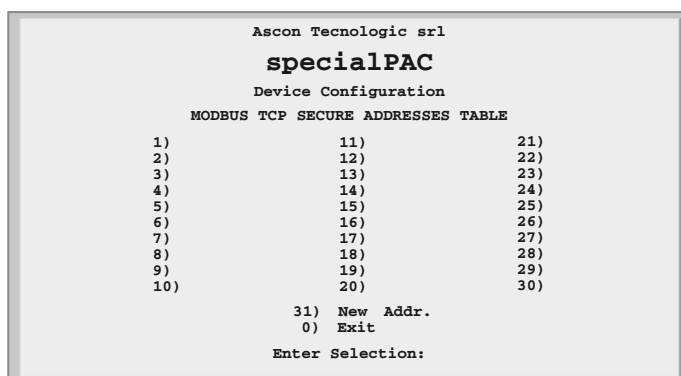 Ascon Tecnologic srl
specialPAC
Device Configuration
MODBUS TCP SECURE ADDRESSES TABLE
1) 11) 21)
2) 12) 22)
3) 13) 23)
4) 14) 24)
5) 15) 25)
6) 16) 26)
7) 17) 27)
8) 18) 28)
9) 19) 29)
10) 20) 30)
31) New Addr.
0) Exit
Enter Selection: